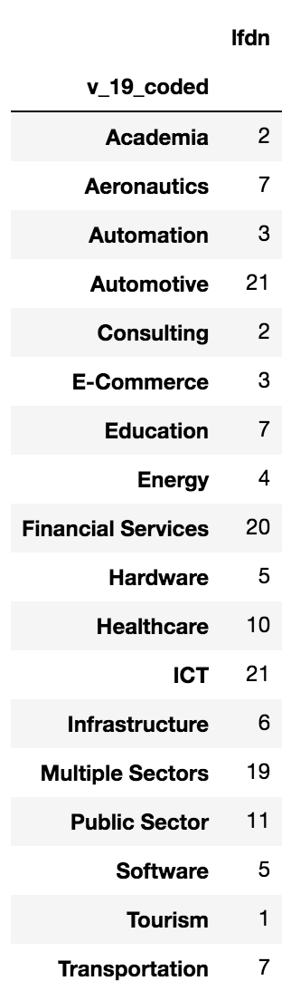 lfdn
v_19_coded
Academia 2
Aeronautics 7
Automation 3
Automotive 21
Consulting 2
E-Commerce 3
Education 7
Energy 4
Financial Services 20
Hardware 5
Healthcare 10
ICT 21
Infrastructure 6
Multiple Sectors 19
Public Sector 11
Software 5
Tourism 1
Transportation 7